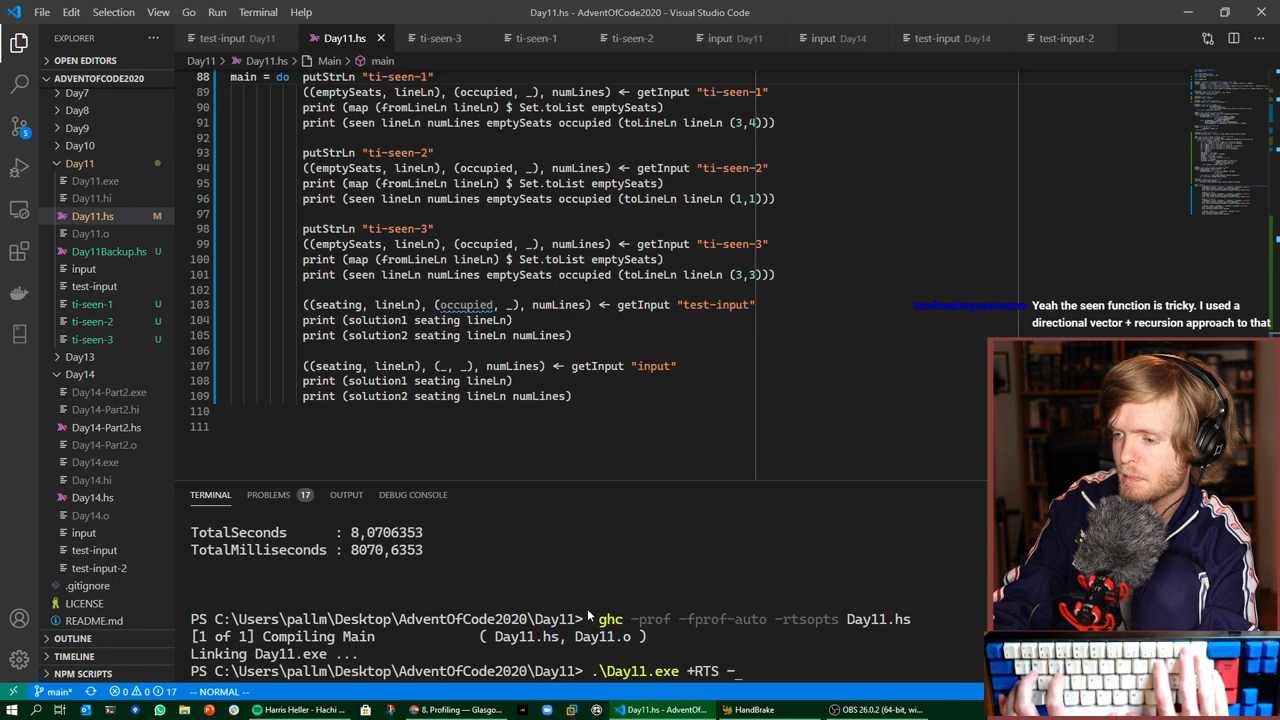 File Edit Selection View Go Run Terminal Help
Day11.hs - AdventOfCode2020 - Visual Studio Code
EXPLORER
test-input Day11 Day11.hs ti-seen-3 ti-seen-1 ti-seen-2 input Day11 input Day14 test-input Day14 test-input-2
OPEN EDITORS
Day11 > Day11.hs > Main > main
ADVENTOFCODE2020
Day7
Day8
Day9
Day10
Day11
Day11.exe
Day11.hi
Day11.hs M
Day11.o
Day11Backup.hs U
input
test-input
ti-seen-1 U
ti-seen-2 U
ti-seen-3 U
Day13
Day14
Day14-Part2.exe
Day14-Part2.hi
Day14-Part2.hs
Day14-Part2.o
Day14.exe
Day14.hi
Day14.hs
Day14.o
input
test-input
test-input-2
.gitignore
LICENSE
README.md
OUTLINE
TIMELINE
NPM SCRIPTS
88 main = do putStrLn "ti-seen-1"
89 ((emptySeats, lineLn), (occupied, _), numLines) ← getInput "ti-seen-1"
90 print (map (fromLineLn lineLn) $ Set.toList emptySeats)
91 print (seen lineLn numLines emptySeats occupied (toLineLn lineLn (3,4)))
92
93 putStrLn "ti-seen-2"
94 ((emptySeats, lineLn), (occupied, _), numLines) ← getInput "ti-seen-2"
95 print (map (fromLineLn lineLn) $ Set.toList emptySeats)
96 print (seen lineLn numLines emptySeats occupied (toLineLn lineLn (1,1)))
97
98 putStrLn "ti-seen-3"
99 ((emptySeats, lineLn), (occupied, _), numLines) ← getInput "ti-seen-3"
100 print (map (fromLineLn lineLn) $ Set.toList emptySeats)
101 print (seen lineLn numLines emptySeats occupied (toLineLn lineLn (3,3)))
102
103 ((seating, lineLn), (occupied, _), numLines) ← getInput "test-input"
104 print (solution1 seating lineLn)
105 print (solution2 seating lineLn numLines)
106
107 ((seating, lineLn), (_, _), numLines) ← getInput "input"
108 print (solution1 seating lineLn)
109 print (solution2 seating lineLn numLines)
110
111
Yeah the seen function is tricky. I used a
directional vector + recursion approach to that
TERMINAL PROBLEMS 17 OUTPUT DEBUG CONSOLE
TotalSeconds : 8,0706353
TotalMilliseconds : 8070,6353
PS C:\Users\pallm\Desktop\AdventOfCode2020\Day11> ghc -prof -fprof-auto -rtsopts Day11.hs
[1 of 1] Compiling Main ( Day11.hs, Day11.o )
Linking Day11.exe ...
PS C:\Users\pallm\Desktop\AdventOfCode2020\Day11> .\Day11.exe +RTS -_
5
main* 0 0 17 -- NORMAL --
Harris Heller - Hachi ... 8. Profiling — Glasgo... Day11.hs - AdventOf... HandBrake OBS 26.0.2 (64-bit, wi...